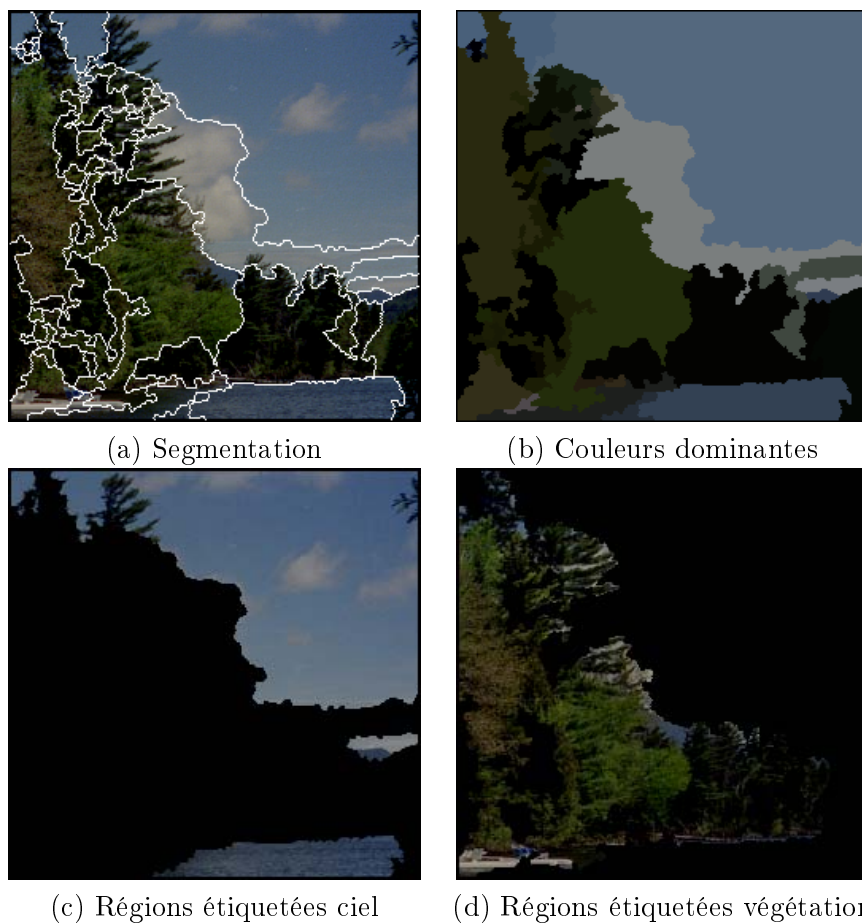 (a) Segmentation
(b) Couleurs dominantes
(c) Régions étiquetées ciel
(d) Régions étiquetées végétation